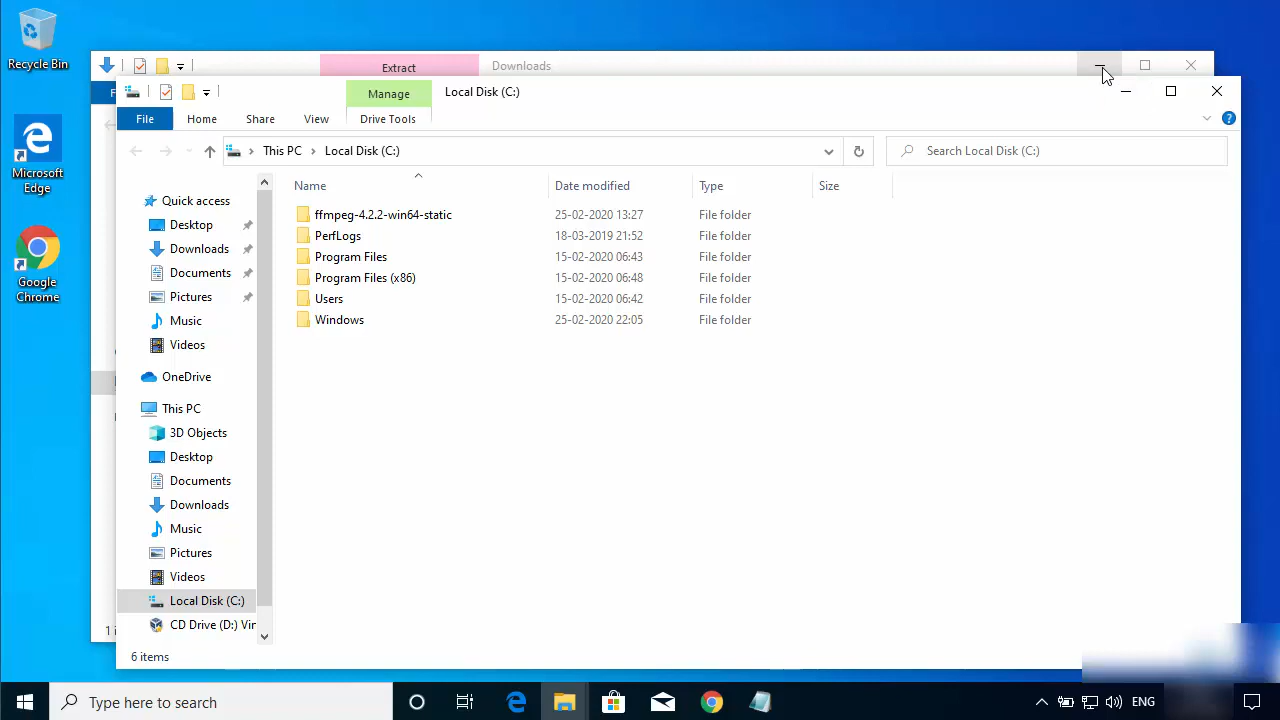 Recycle Bin
Microsoft
Edge
Google
Chrome
Extract
Downloads
F
Manage
Local Disk (C:)
File
Home
Share
View
Drive Tools
This PC
Local Disk (C:)
Search Local Disk (C:)
Name
Date modified
Type
Size
ffmpeg-4.2.2-win64-static
25-02-2020 13:27
File folder
PerfLogs
18-03-2019 21:52
File folder
Program Files
15-02-2020 06:43
File folder
Program Files (x86)
15-02-2020 06:48
File folder
Users
15-02-2020 06:42
File folder
Windows
25-02-2020 22:05
File folder
Quick access
Desktop
Downloads
Documents
Pictures
Music
Videos
OneDrive
This PC
3D Objects
Desktop
Documents
Downloads
Music
Pictures
Videos
Local Disk (C:)
CD Drive (D:) Vir
1 i
6 items
Type here to search
ENG